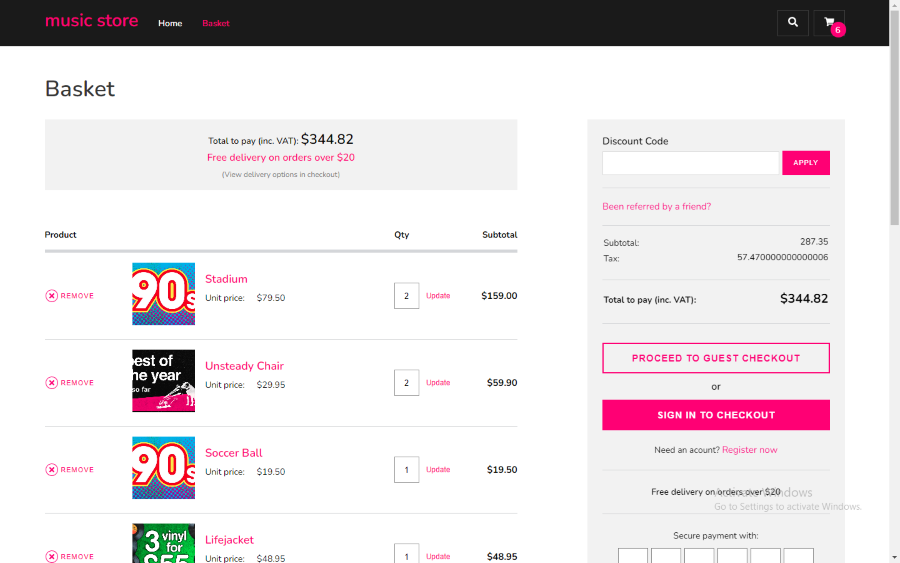 music store
Home
Basket
6
Basket
Total to pay (inc. VAT): $344.82
Free delivery on orders over $20
(View delivery options in checkout)
Product
Qty
Subtotal
REMOVE
90s
Stadium
Unit price: $79.50
2
Update
$159.00
REMOVE
best of
he year
so far
Unsteady Chair
Unit price: $29.95
2
Update
$59.90
REMOVE
90s
Soccer Ball
Unit price: $19.50
1
Update
$19.50
REMOVE
3 vinyl
for
£55
Lifejacket
Unit price: $48.95
1
Update
$48.95
Discount Code
APPLY
Been referred by a friend?
Subtotal: 287.35
Tax: 57.470000000000006
Total to pay (inc. VAT): $344.82
PROCEED TO GUEST CHECKOUT
or
SIGN IN TO CHECKOUT
Need an acount? Register now
Free delivery on orders over $20
Activate Windows
Go to Settings to activate Windows.
Secure payment with: